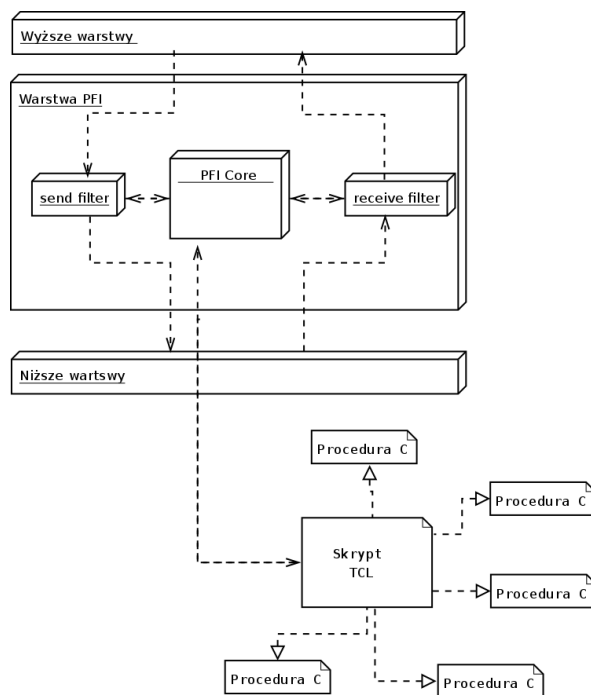 Wyższe warstwy
Warstwa PFI
PFI Core
send filter
receive filter
Niższe wartswy
Procedura C
Procedura C
Skrypt
TCL
Procedura C
Procedura C
Procedura C